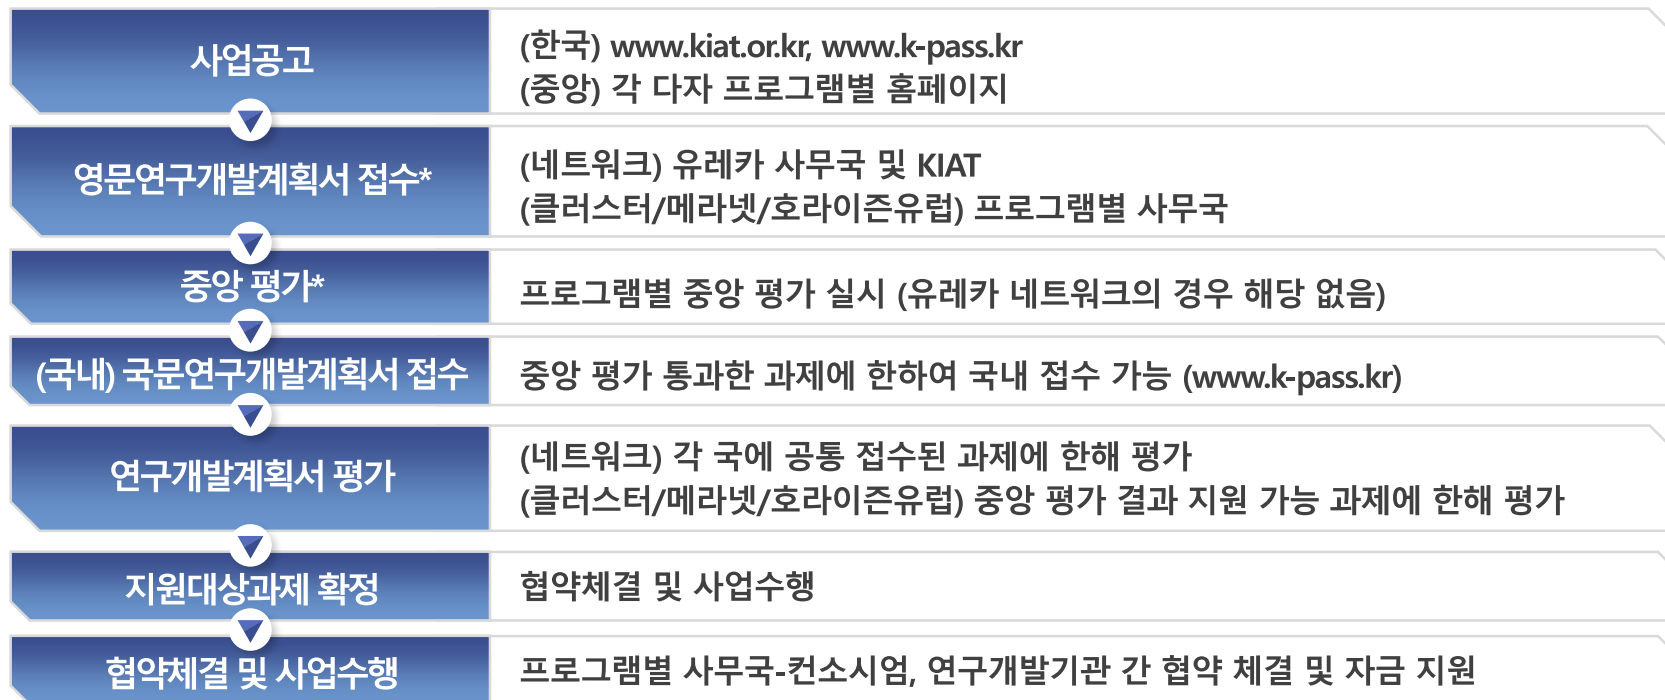 사업공고
(한국) www.kiat.or.kr, www.k-pass.kr
(중앙) 각 다자 프로그램별 홈페이지
영문연구개발계획서 접수*
(네트워크) 유레카 사무국 및 KIAT
(클러스터/메라넷/호라이즌유럽) 프로그램별 사무국
중앙 평가*
프로그램별 중앙 평가 실시 (유레카 네트워크의 경우 해당 없음)
(국내) 국문연구개발계획서 접수
중앙 평가 통과한 과제에 한하여 국내 접수 가능 (www.k-pass.kr)
연구개발계획서 평가
(네트워크) 각 국에 공통 접수된 과제에 한해 평가
(클러스터/메라넷/호라이즌유럽) 중앙 평가 결과 지원 가능 과제에 한해 평가
지원대상과제 확정
협약체결 및 사업수행
협약체결 및 사업수행
프로그램별 사무국-컨소시엄, 연구개발기관 간 협약 체결 및 자금 지원